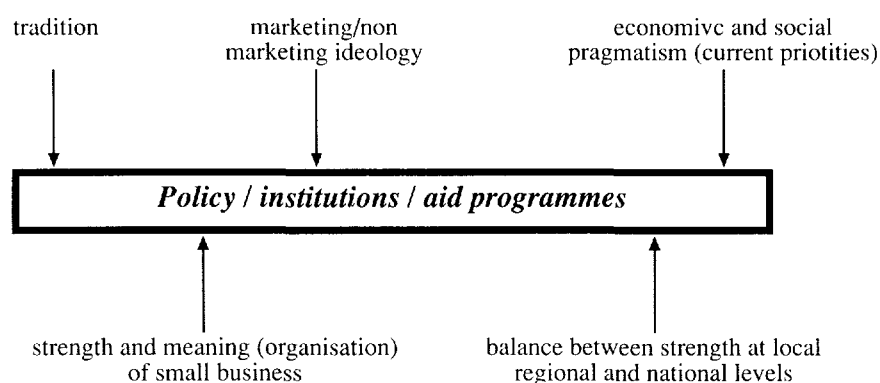 tradition
marketing/non
marketing ideology
economivc and social
pragmatism (current priotities)
Policy / institutions / aid programmes
strength and meaning (organisation)
of small business
balance between strength at local
regional and national levels